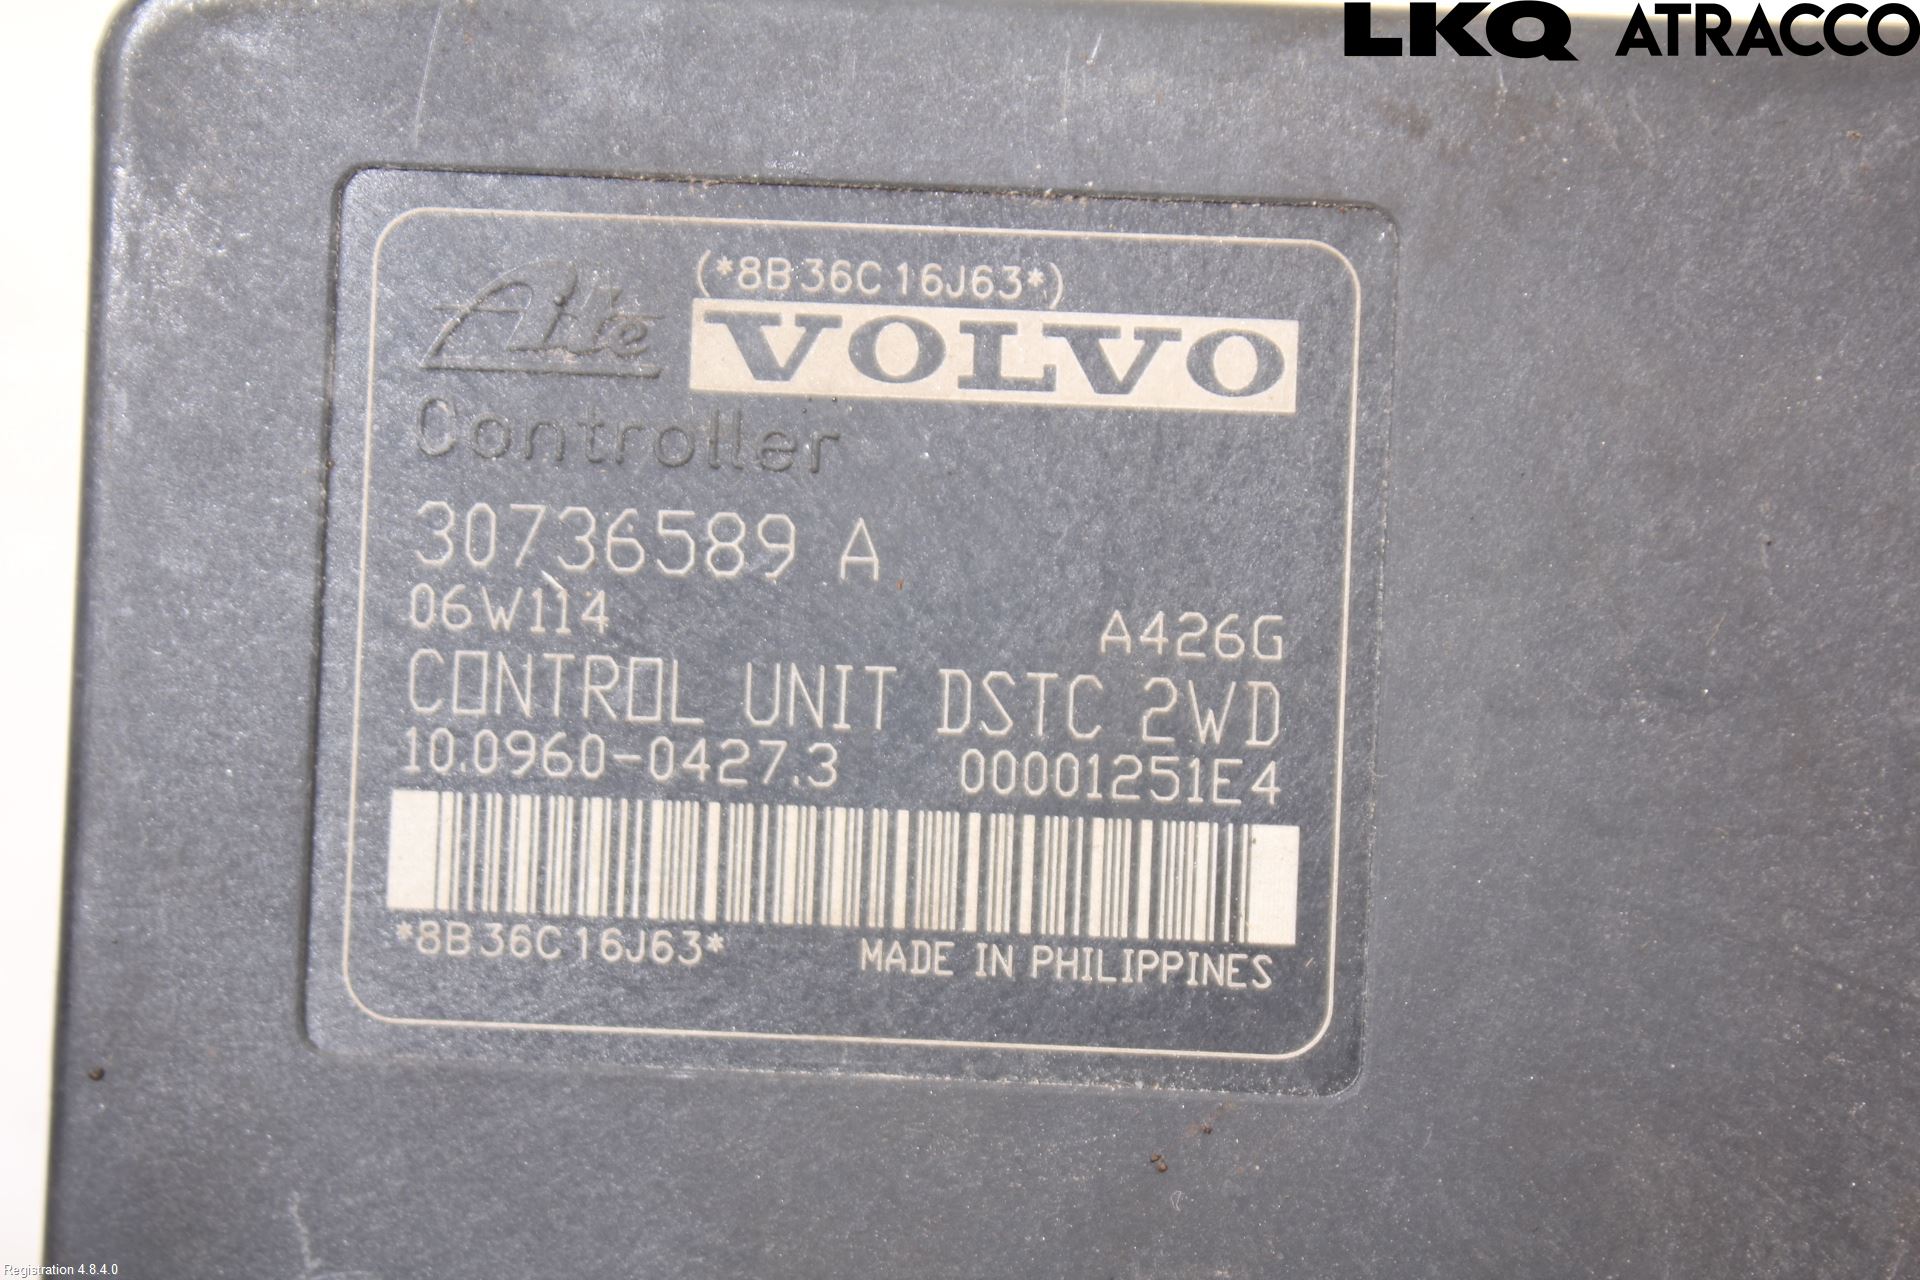 LKQ ATRACCO
(*8B36C16J63*)
Ate VOLVO
Controller
30736589 A
06W114 A426G
CONTROL UNIT DSTC 2WD
10.0960-0427.3 00001251E4
*8B36C16J63* MADE IN PHILIPPINES
Registration 4.8.4.0